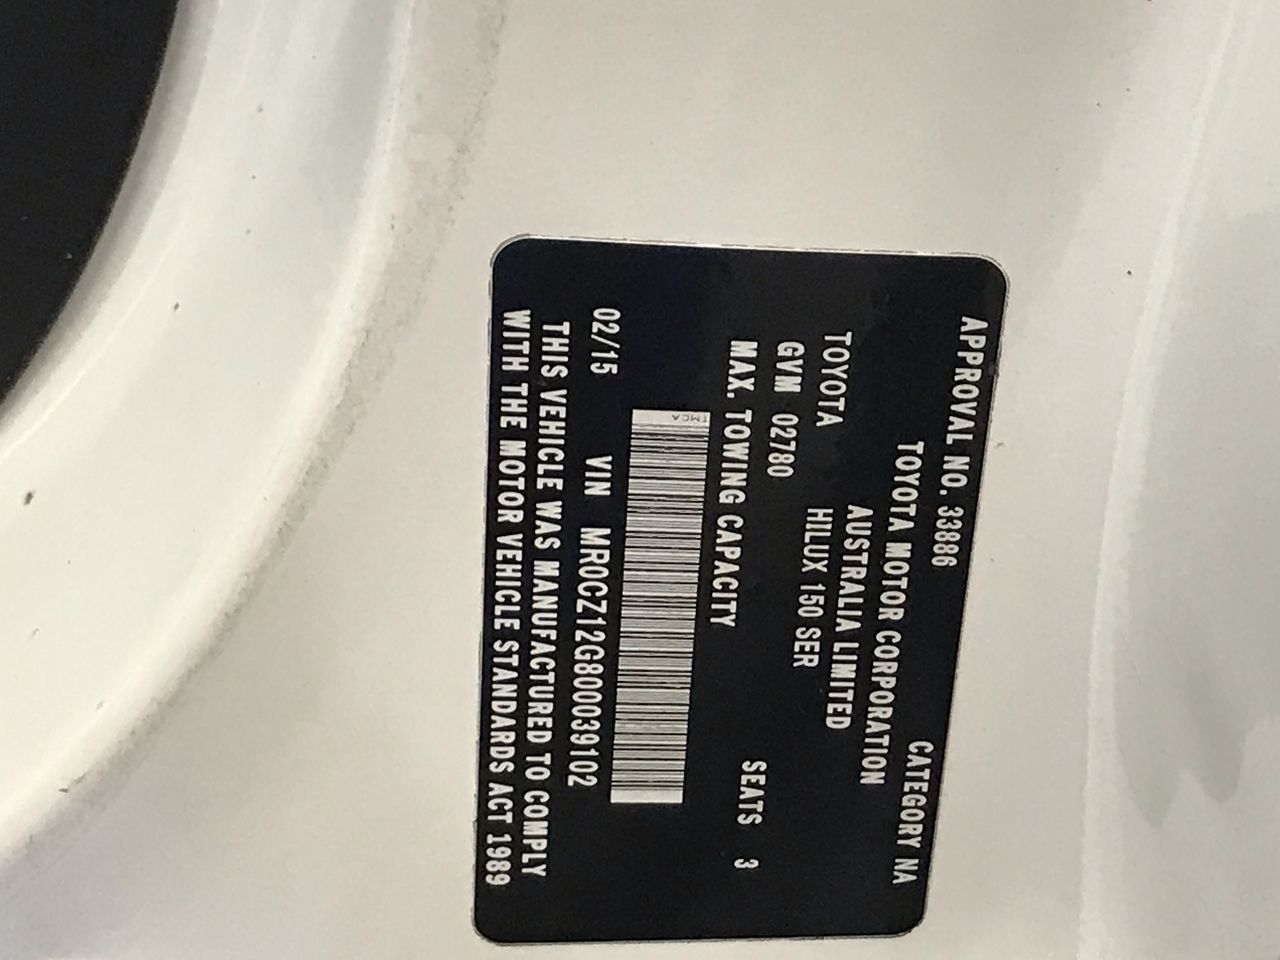 APPROVAL NO. 33886 CATEGORY NA
TOYOTA MOTOR CORPORATION
AUSTRALIA LIMITED
TOYOTA HILUX 150 SER
GVM 02780
MAX. TOWING CAPACITY SEATS 3
TMCA
02/15 VIN MR0CZ12G800039102
THIS VEHICLE WAS MANUFACTURED TO COMPLY
WITH THE MOTOR VEHICLE STANDARDS ACT 1989